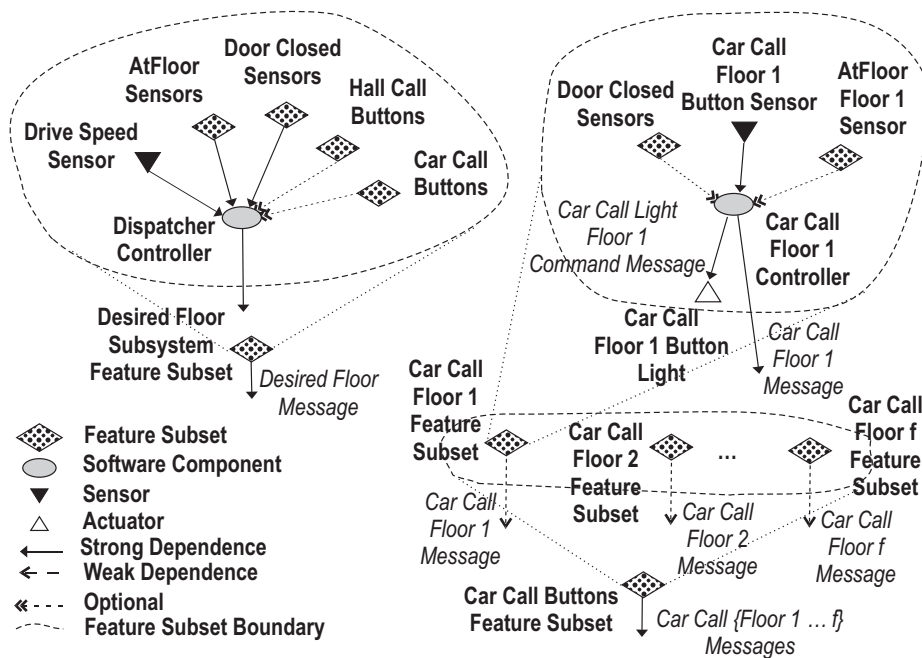 Door Closed
Sensors
AtFloor
Sensors
Hall Call
Buttons
Drive Speed
Sensor
Car Call
Buttons
Dispatcher
Controller
Desired Floor
Subsystem
Feature Subset
Desired Floor
Message
Car Call
Floor 1
Button Sensor
Door Closed
Sensors
AtFloor
Floor 1
Sensor
Car Call Light
Floor 1
Command Message
Car Call
Floor 1
Controller
Car Call
Floor 1 Button
Light
Car Call
Floor 1
Message
Car Call
Floor 1
Feature
Subset
Car Call
Floor 2
Feature
Subset
...
Car Call
Floor f
Feature
Subset
Car Call
Floor 1
Message
Car Call
Floor 2
Message
Car Call
Floor f
Message
Car Call Buttons
Feature Subset
Car Call {Floor 1 ... f}
Messages
Feature Subset
Software Component
Sensor
Actuator
Strong Dependence
Weak Dependence
Optional
Feature Subset Boundary